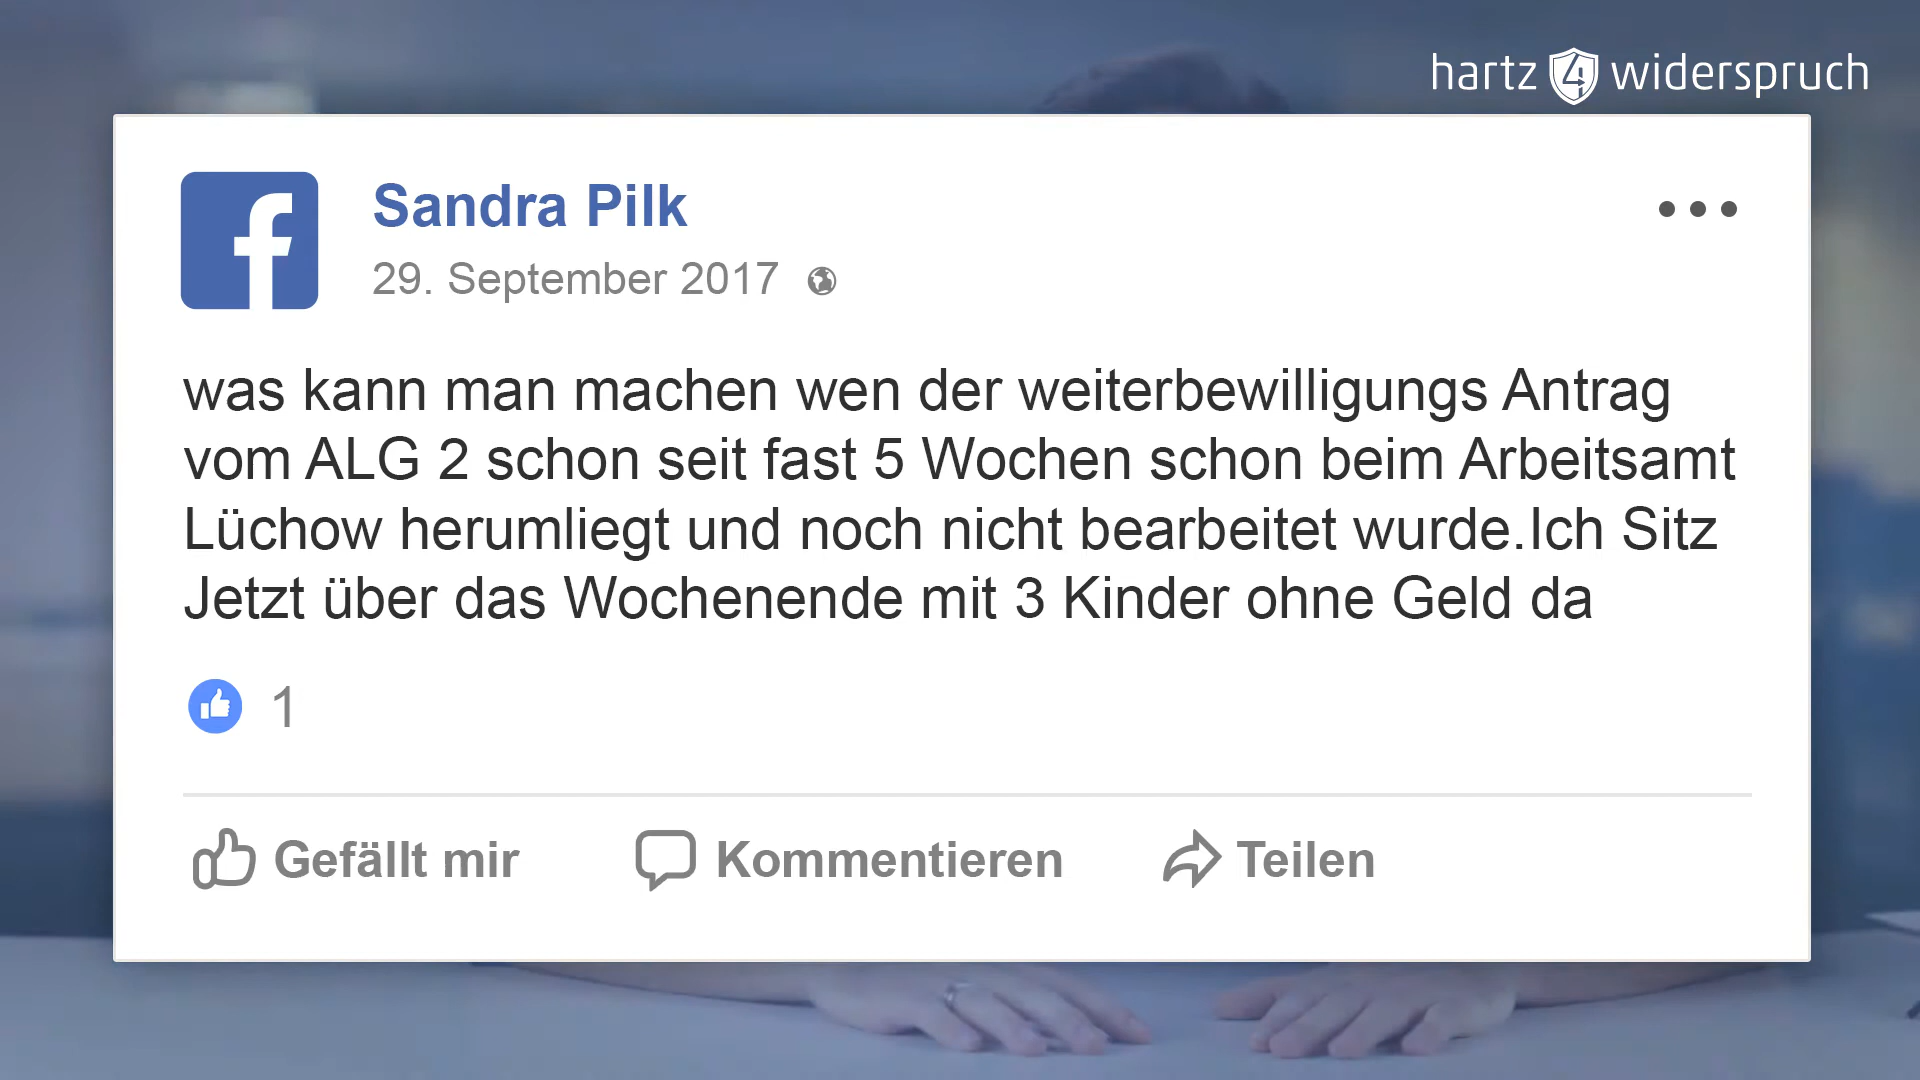 hartz 4 widerspruch
Sandra Pilk
29. September 2017
was kann man machen wen der weiterbewilligungs Antrag
vom ALG 2 schon seit fast 5 Wochen schon beim Arbeitsamt
Lüchow herumliegt und noch nicht bearbeitet wurde.Ich Sitz
Jetzt über das Wochenende mit 3 Kinder ohne Geld da
1
Gefällt mir Kommentieren Teilen